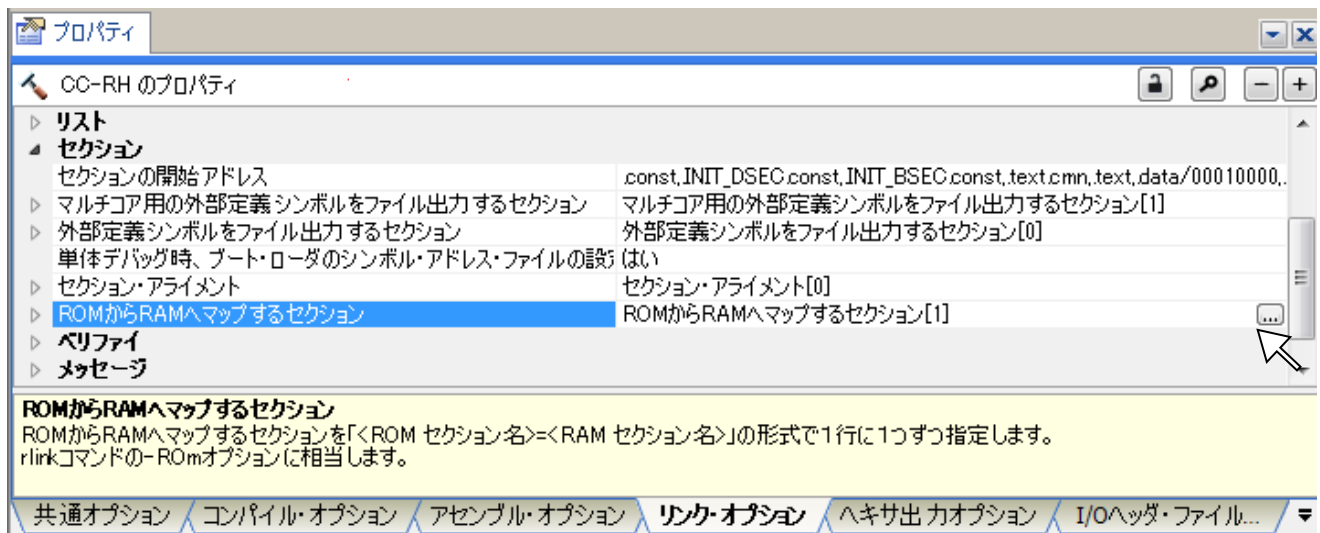 プロパティ
CC-RH のプロパティ
リスト
セクション
セクションの開始アドレス .const,INIT_DSEC.const,INIT_BSEC.const,text.cmn,.text,.data/00010000,.
マルチコア用の外部定義シンボルをファイル出力するセクション マルチコア用の外部定義シンボルをファイル出力するセクション[1]
外部定義シンボルをファイル出力するセクション 外部定義シンボルをファイル出力するセクション[0]
単体デバッグ時、ブート・ローダのシンボル・アドレス・ファイルの設定 はい
セクション・アライメント セクション・アライメント[0]
ROMからRAMへマップするセクション ROMからRAMへマップするセクション[1] ...
ベリファイ
メッセージ
ROMからRAMへマップするセクション
ROMからRAMへマップするセクションを「<ROM セクション名>=<RAM セクション名>」の形式で1行に1つずつ指定します。
rlinkコマンドの-ROmオプションに相当します。
共通オプション コンパイル・オプション アセンブル・オプション リンク・オプション ヘキサ出力オプション I/Oヘッダ・ファイル...